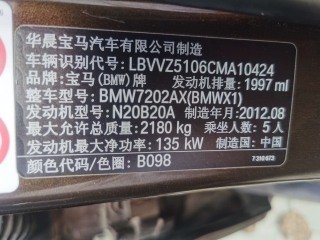 华晨宝马汽车有限公司制造
车辆识别代号: LBVVZ5106CMA10424
品牌: 宝马(BMW)牌 发动机排量: 1997 ml
整车型号: BMW7202AX(BMWX1)
发动机型号: N20B20A 制造年月: 2012.08
最大允许总质量: 2180 kg 乘坐人数: 5 人
发动机最大净功率: 135 kW 制造国: 中国
颜色代号/色图: B098